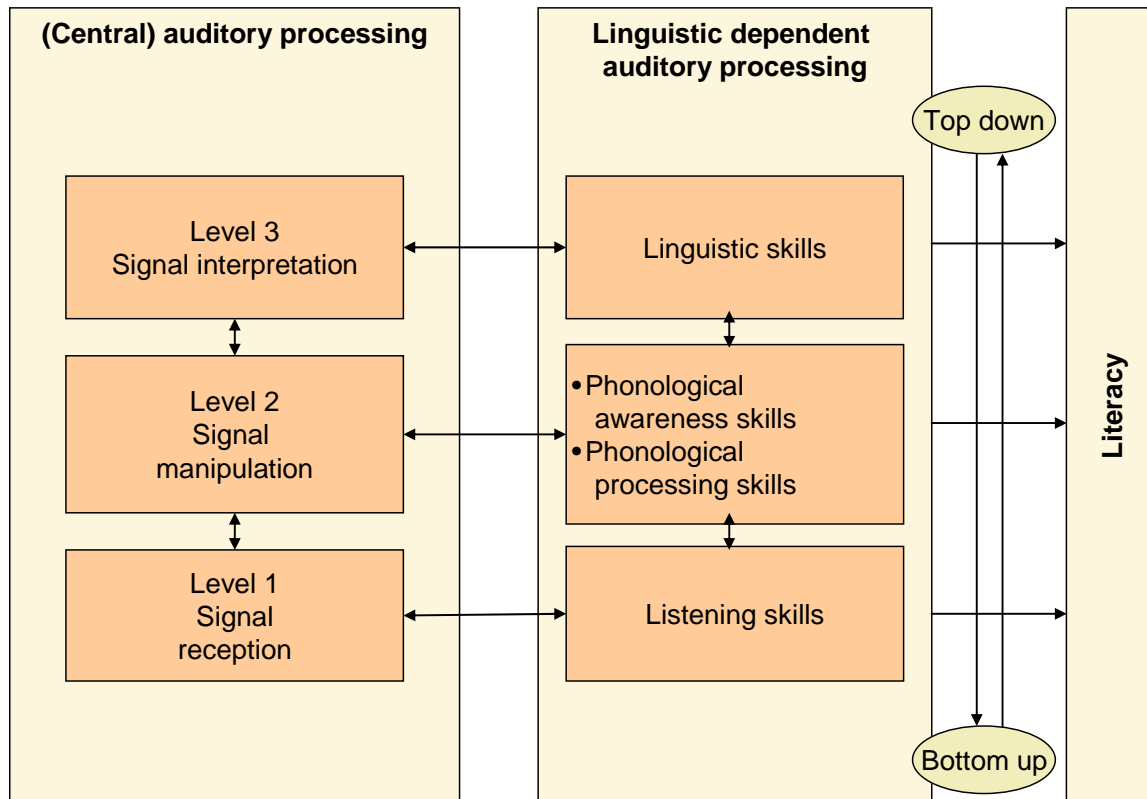 (Central) auditory processing
Level 3
Signal interpretation
Level 2
Signal
manipulation
Level 1
Signal
reception
Linguistic dependent
auditory processing
Linguistic skills
•Phonological
awareness skills
•Phonological
processing skills
Listening skills
Top down
Bottom up
Literacy